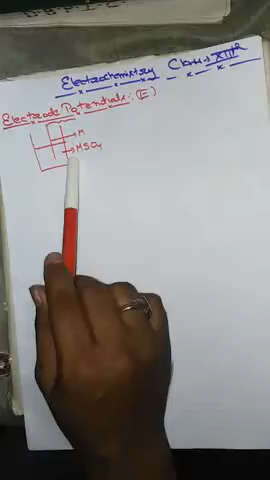 Electrochemistry Class → XIIth
Electrode Potentials :- (E)
→ M
→ MSO4